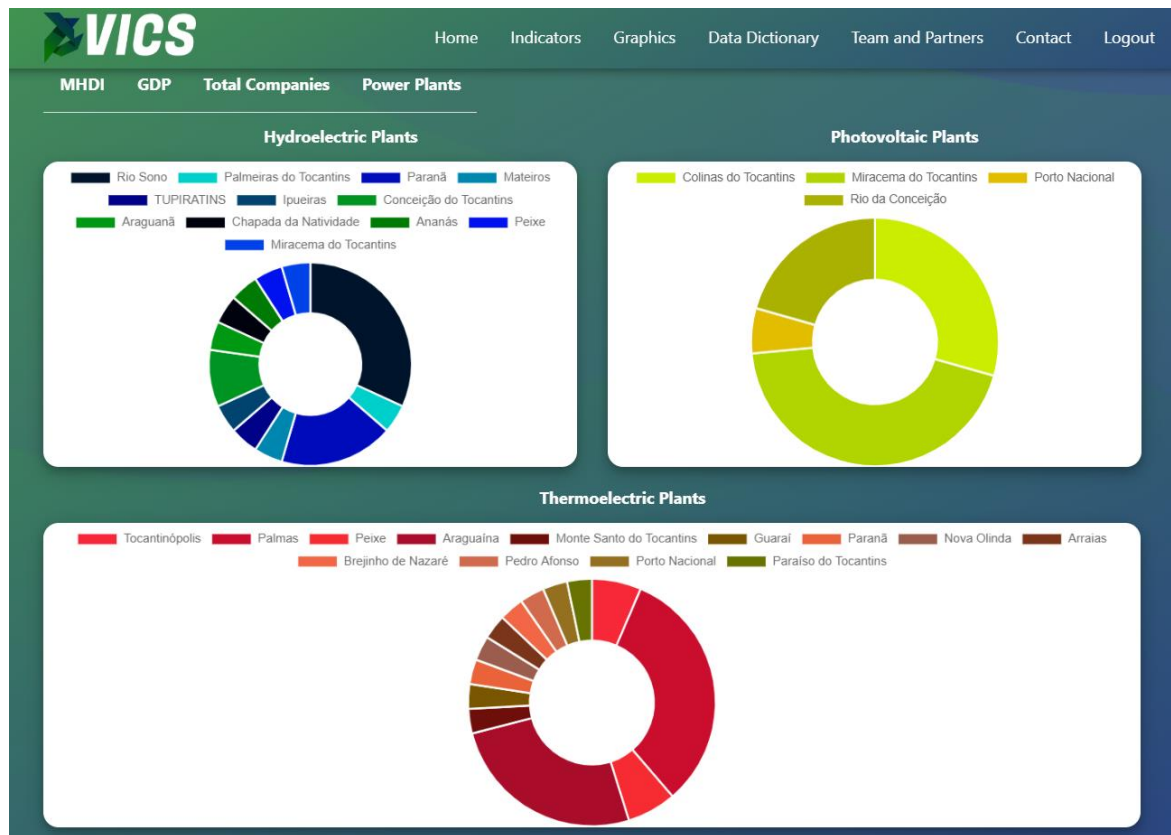 VICS
Home Indicators Graphics Data Dictionary Team and Partners Contact Logout
MHDI GDP Total Companies Power Plants
Hydroelectric Plants
Rio Sono Palmeiras do Tocantins Paranã Mateiros
TUPIRATINS Ipueiras Conceição do Tocantins
Araguanã Chapada da Natividade Ananás Peixe
Miracema do Tocantins
Photovoltaic Plants
Colinas do Tocantins Miracema do Tocantins Porto Nacional
Rio da Conceição
Thermoelectric Plants
Tocantinópolis Palmas Peixe Araguaína Monte Santo do Tocantins Guaraí Paranã Nova Olinda Arraias
Brejinho de Nazaré Pedro Afonso Porto Nacional Paraíso do Tocantins